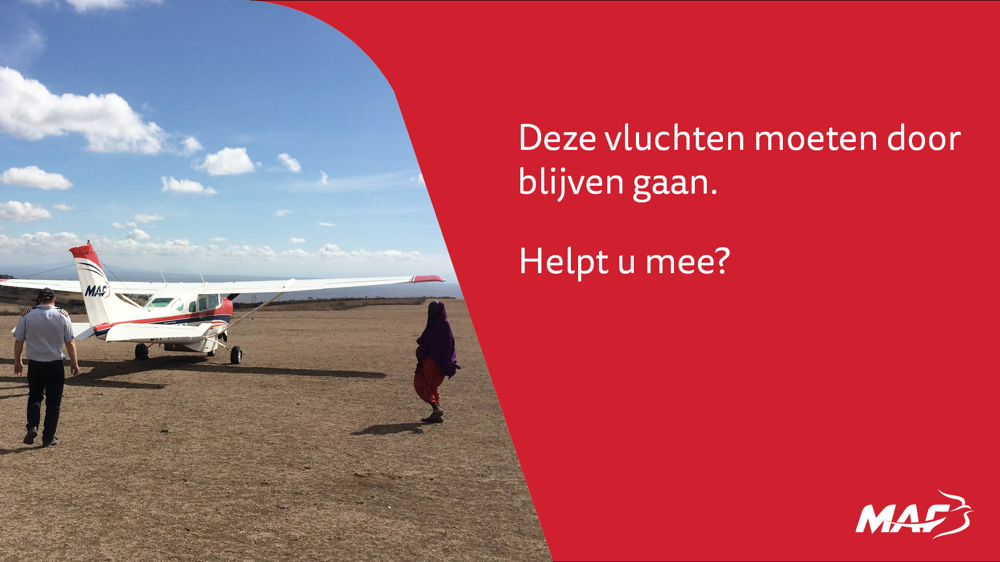 Deze vluchten moeten door
blijven gaan.
Helpt u mee?
MAF
MAF